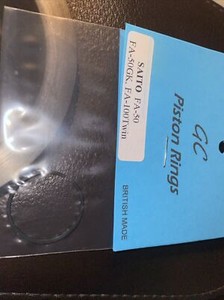 GC
Piston Rings
BRITISH MADE
SAITO FA-50
FA-50GK, FA-100Twin